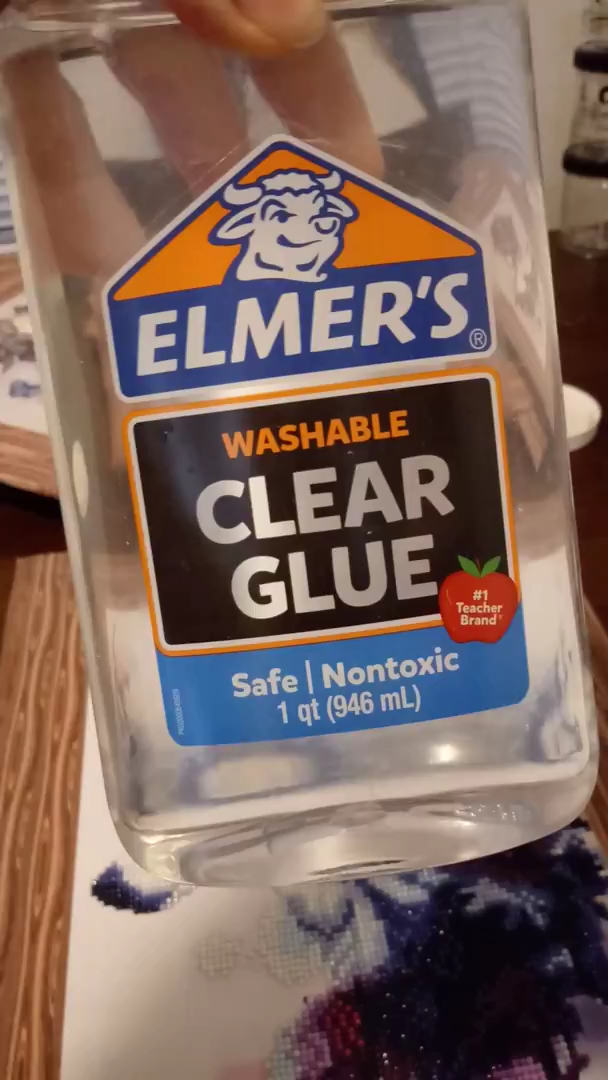 ELMER'S®
WASHABLE
CLEAR
GLUE
#1
Teacher
Brand®
Safe | Nontoxic
1 qt (946 mL)